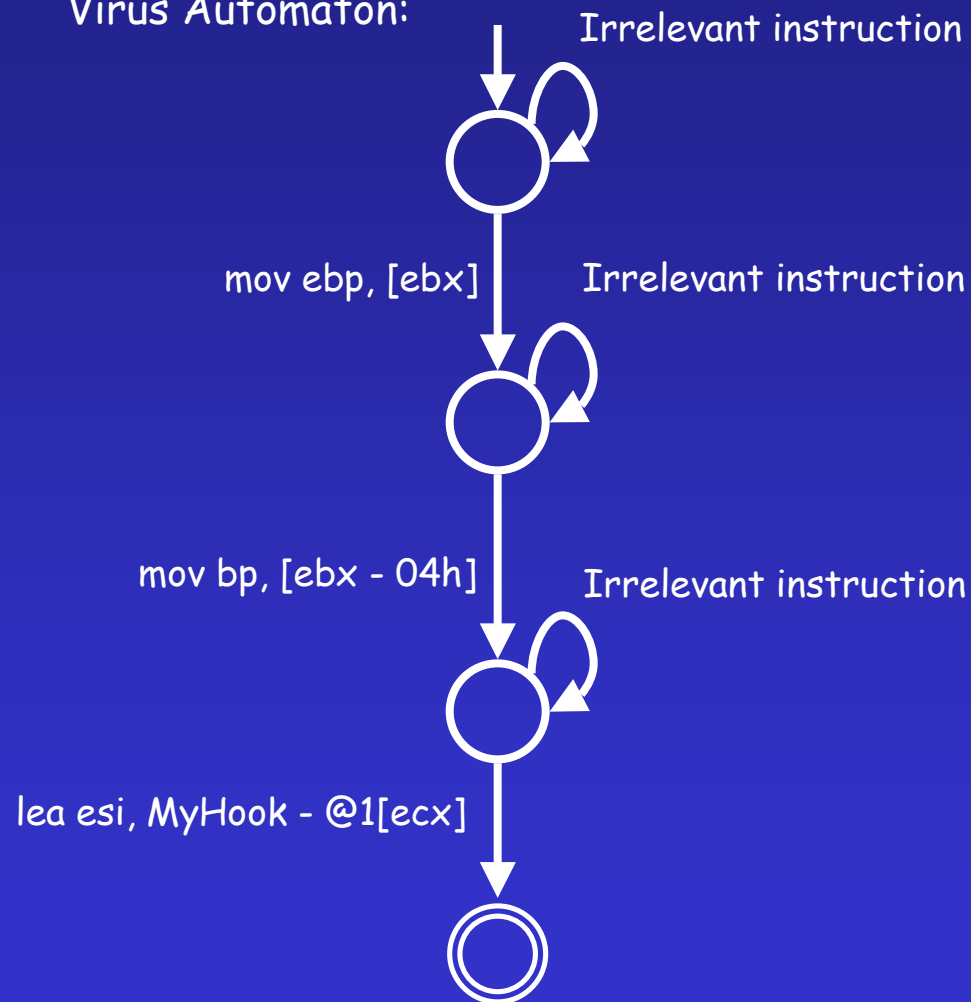 Virus Automaton:
Irrelevant instruction
mov ebp, [ebx]
Irrelevant instruction
mov bp, [ebx - 04h]
Irrelevant instruction
lea esi, MyHook - @1[ecx]